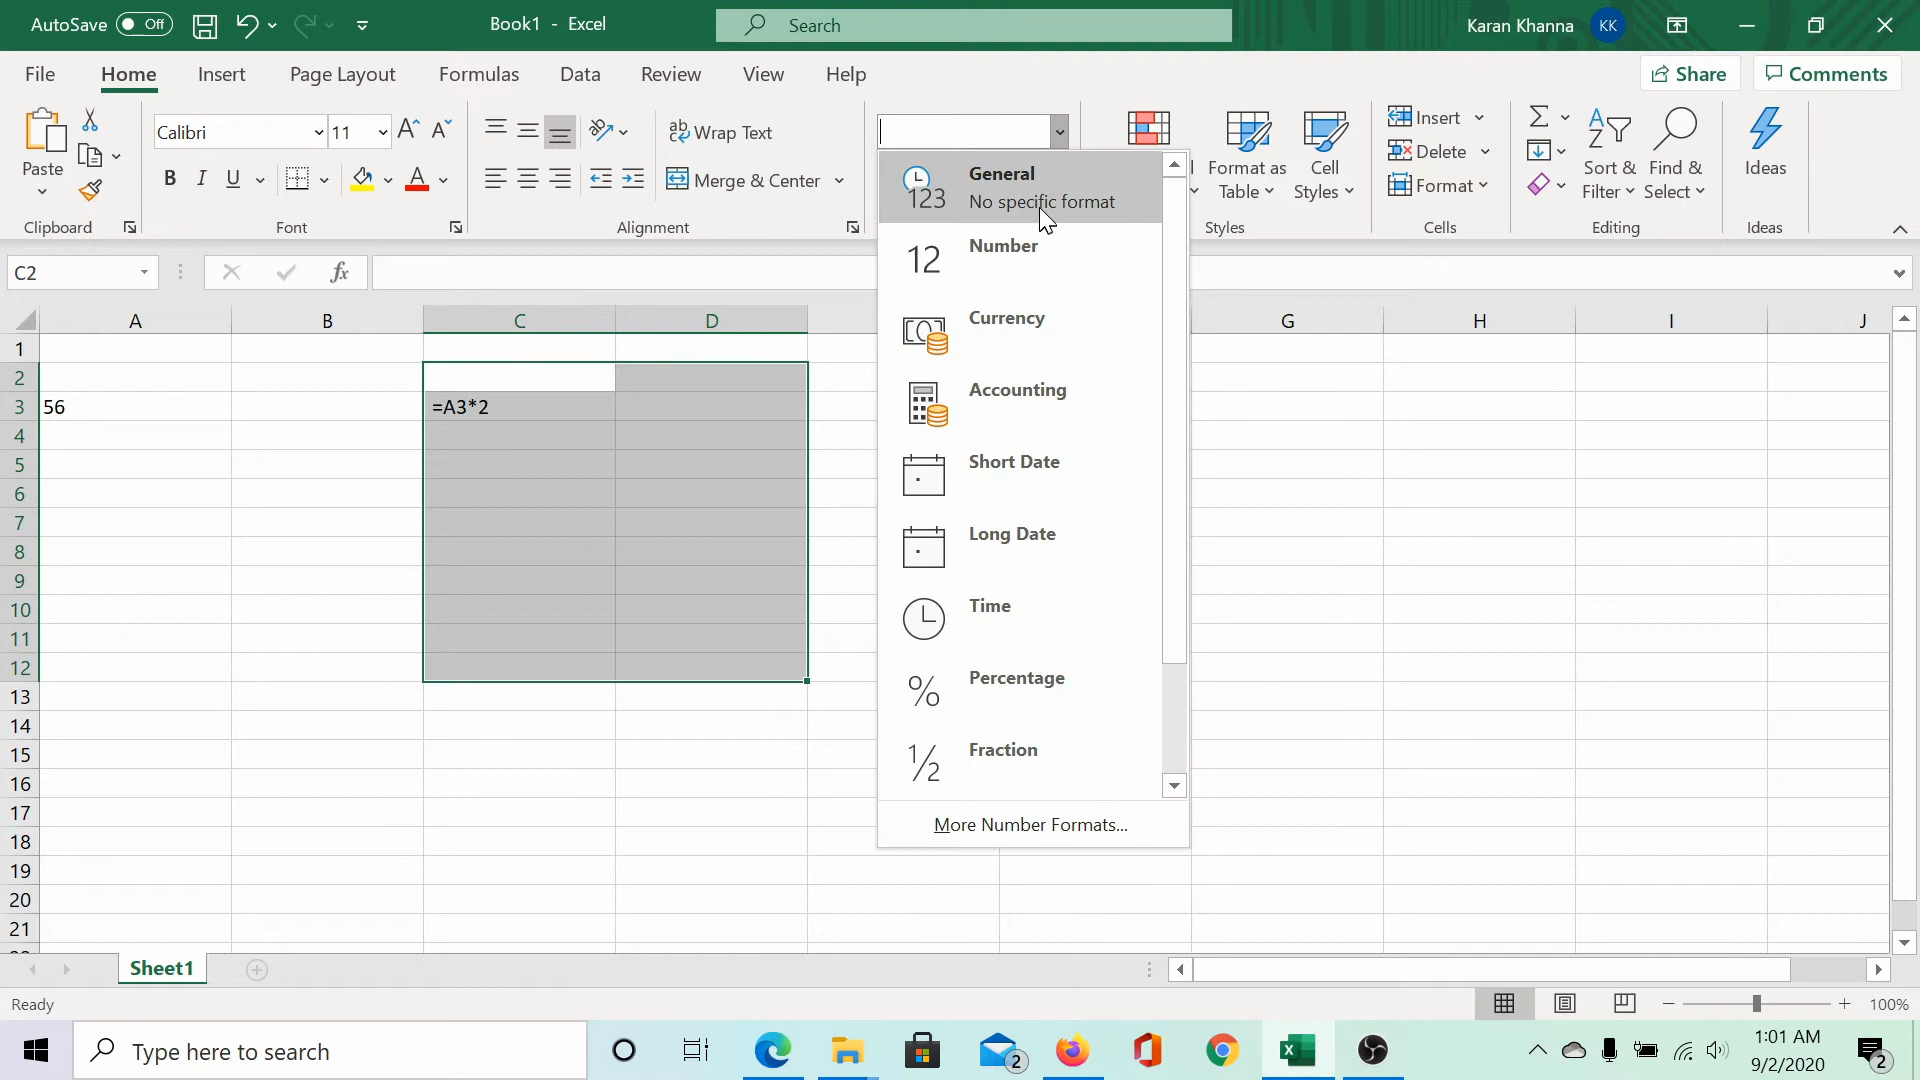 AutoSave Off Book1 - Excel Search Karan Khanna KK
File Home Insert Page Layout Formulas Data Review View Help Share Comments
Paste
Calibri 11
Wrap Text
Merge & Center
Format as Table
Cell Styles
Insert
Delete
Format
Sort & Filter
Find & Select
Ideas
Clipboard Font Alignment Styles Cells Editing Ideas
C2 fx
A B C D G H I J
1
2
3 56 =A3*2
4
5
6
7
8
9
10
11
12
13
14
15
16
17
18
19
20
21
123 General
No specific format
12 Number
Currency
Accounting
Short Date
Long Date
Time
% Percentage
1/2 Fraction
More Number Formats...
Sheet1
Ready 100%
Type here to search 2 1:01 AM
9/2/2020 2